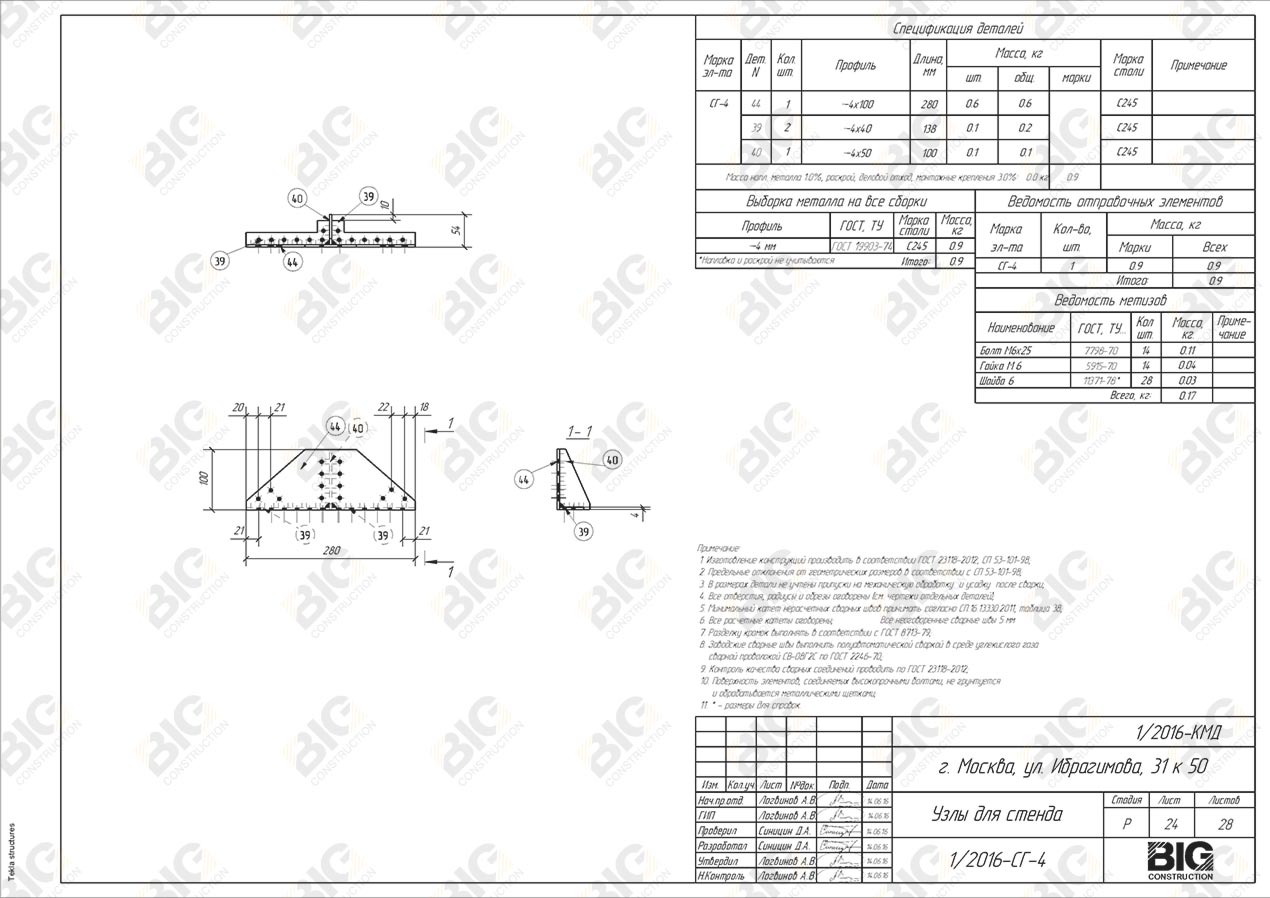 Спецификация деталей
Марка эл-та Дет. N Кол. шт. Профиль Длина, мм Масса, кг шт. общ. марки Марка стали Примечание
СГ-4 44 1 —4х100 280 0.6 0.6 С245
39 2 —4х40 138 0.1 0.2 С245
40 1 —4х50 100 0.1 0.1 С245
Масса напл. металла 1.0%, раскрой, деловой отход, монтажные крепления 3.0%: 0.0 кг 0.9
Выборка металла на все сборки
Профиль ГОСТ, ТУ Марка стали Масса, кг
—4 мм ГОСТ 19903-74 С245 0.9
*Наплавка и раскрой не учитываются Итого: 0.9
Ведомость отправочных элементов
Марка эл-та Кол-во, шт. Масса, кг Марки Всех
СГ-4 1 0.9 0.9
Итого: 0.9
Ведомость метизов
Наименование ГОСТ, ТУ... Кол шт. Масса, кг. Приме-чание
Болт М6х25 7798-70 14 0.11
Гайка М 6 5915-70 14 0.04
Шайба 6 11371-78* 28 0.03
Всего, кг: 0.17
40 39 10 54
39 44
20 21 22 18 1
44 40
100
39 39
21 21
280
1
1-1
44 40
39 4
Примечание:
1. Изготовление конструкций производить в соответствии ГОСТ 23118-2012, СП 53-101-98;
2. Предельные отклонения от геометрических размеров в соответствии с СП 53-101-98;
3. В размерах детали не учтены припуски на механическую обработку и усадку после сварки;
4. Все отверстия, радиусы и обрезы оговорены (см. чертежи отдельных деталей);
5. Минимальный катет нерасчетных сварных швов принимать согласно СП 16.13330.2011, таблица 38;
6. Все расчетные катеты оговорены; Все неоговоренные сварные швы 5 мм
7. Разделку кромок выполнять в соответствии с ГОСТ 8713-79;
8. Заводские сварные швы выполнить полуавтоматической сваркой в среде углекислого газа
сварной проволокой СВ-08Г2С по ГОСТ 2246-70;
9. Контроль качества сварных соединений проводить по ГОСТ 23118-2012;
10. Поверхность элементов, соединяемых высокопрочными болтами, не грунтуется
и обрабатывается металлическими щетками;
11. * - размеры для справок
1/2016-КМД
г. Москва, ул. Ибрагимова, 31 к 50
Изм. Кол.уч Лист №док. Подп. Дата
Нач.пр.отд. Логвинов А.В. 14.06.16
ГИП Логвинов А.В. 14.06.16
Проверил Синицин Д.А. 14.06.16
Разработал Синицин Д.А. 14.06.16
Утвердил Логвинов А.В. 14.06.16
Н.Контроль Логвинов А.В. 14.06.16
Узлы для стенда
Стадия Лист Листов
Р 24 28
1/2016-СГ-4
BIG
CONSTRUCTION
Tekla structures